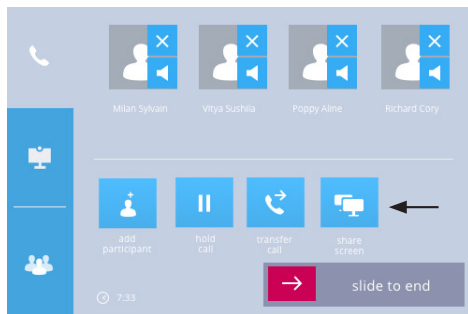 Milan Sylvain
Vitya Sushila
Poppy Aline
Richard Cory
add
participant
hold
call
transfer
call
share
screen
7:33
slide to end